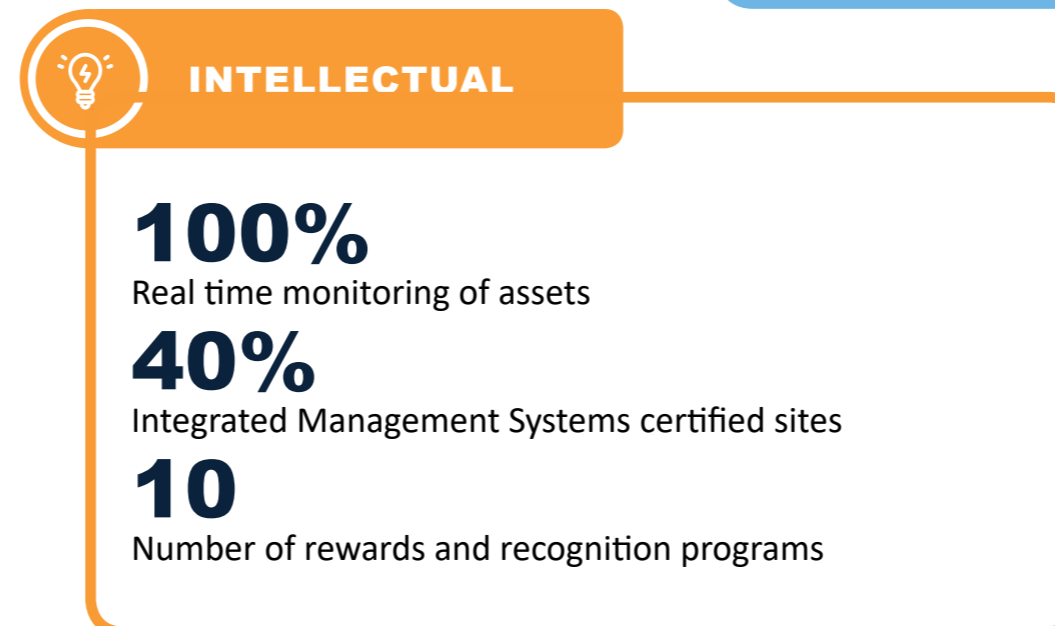 INTELLECTUAL
100%
Real time monitoring of assets
40%
Integrated Management Systems certified sites
10
Number of rewards and recognition programs